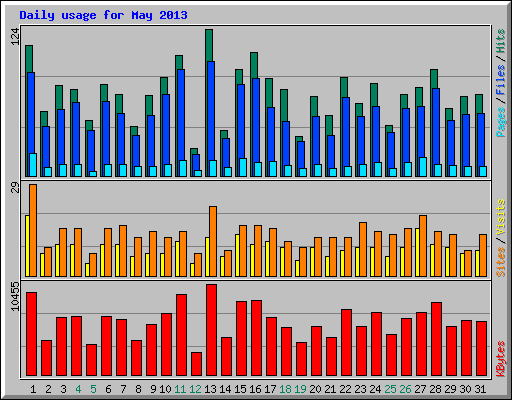 Daily usage for May 2013
124
Pages / Files / Hits
29
Sites / Visits
10455
KBytes
1 2 3 4 5 6 7 8 9 10 11 12 13 14 15 16 17 18 19 20 21 22 23 24 25 26 27 28 29 30 31